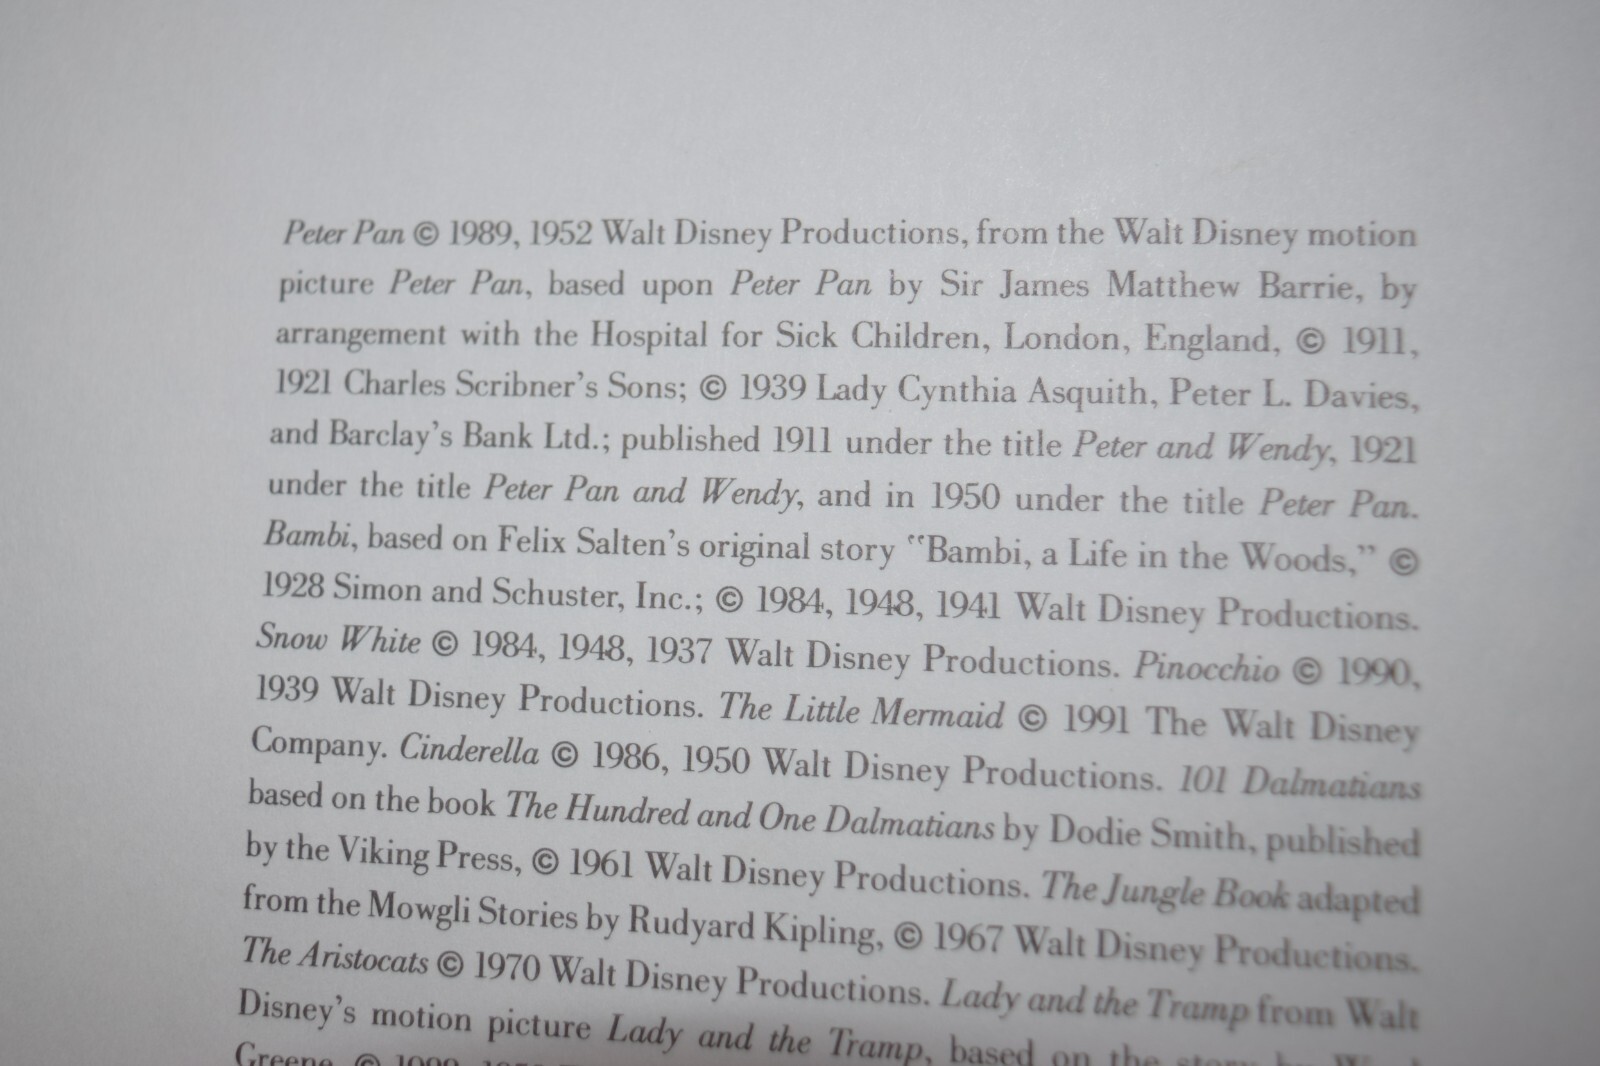 Peter Pan © 1989, 1952 Walt Disney Productions, from the Walt Disney motion
picture Peter Pan, based upon Peter Pan by Sir James Matthew Barrie, by
arrangement with the Hospital for Sick Children, London, England, © 1911,
1921 Charles Scribner's Sons; © 1939 Lady Cynthia Asquith, Peter L. Davies,
and Barclay's Bank Ltd.; published 1911 under the title Peter and Wendy, 1921
under the title Peter Pan and Wendy, and in 1950 under the title Peter Pan.
Bambi, based on Felix Salten's original story "Bambi, a Life in the Woods," ©
1928 Simon and Schuster, Inc.; © 1984, 1948, 1941 Walt Disney Productions.
Snow White © 1984, 1948, 1937 Walt Disney Productions. Pinocchio © 1990,
1939 Walt Disney Productions. The Little Mermaid © 1991 The Walt Disney
Company. Cinderella © 1986, 1950 Walt Disney Productions. 101 Dalmatians
based on the book The Hundred and One Dalmatians by Dodie Smith, published
by the Viking Press, © 1961 Walt Disney Productions. The Jungle Book adapted
from the Mowgli Stories by Rudyard Kipling, © 1967 Walt Disney Productions.
The Aristocats © 1970 Walt Disney Productions. Lady and the Tramp from Walt
Disney's motion picture Lady and the Tramp, based on the story by
Greene, ©